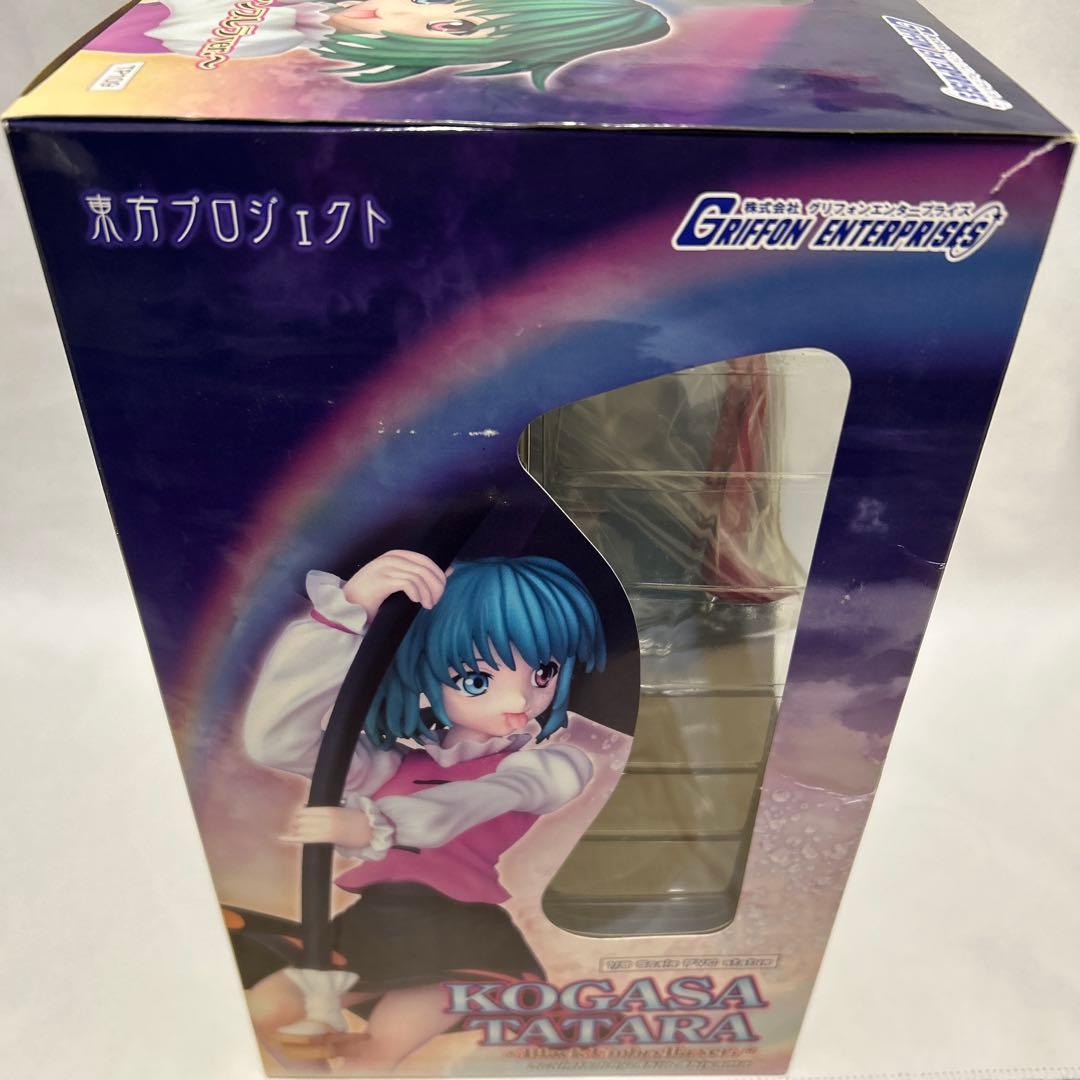 TP109
東方プロジェクト
株式会社 グリフォンエンタープライズ
GRIFFON ENTERPRISES
1/8 Scale PVC statue
KOGASA
TATARA